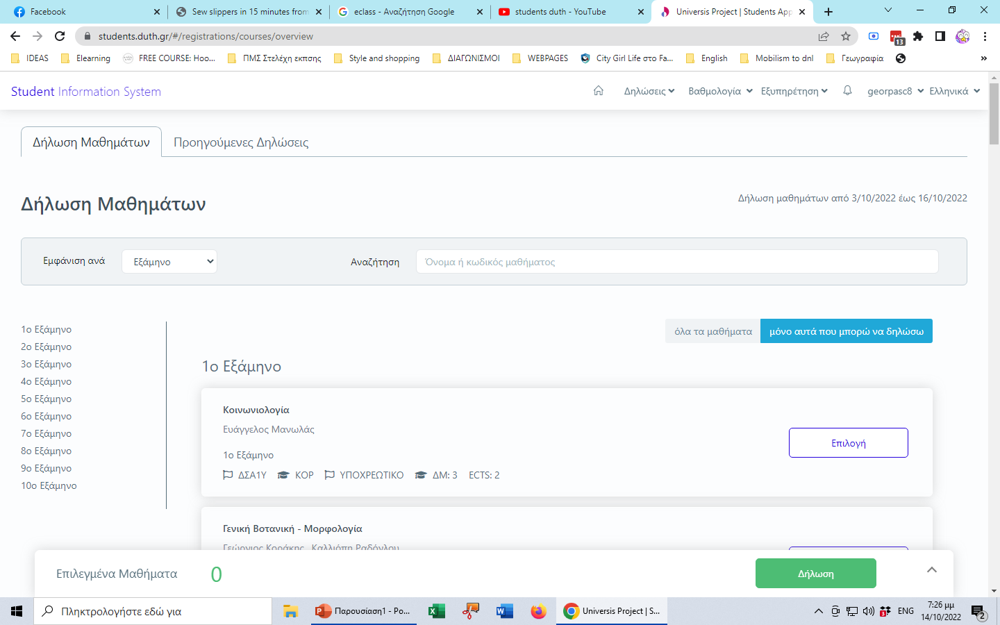 Facebook
Sew slippers in 15 minutes from
eclass - Αναζήτηση Google
students duth - YouTube
Universis Project | Students App
students.duth.gr/#/registrations/courses/overview
13
IDEAS
Elearning
FREE COURSE: Hoo...
ΠΜΣ Στελέχη εκπσης
Style and shopping
ΔΙΑΓΩΝΙΣΜΟΙ
WEBPAGES
City Girl Life στο Fa...
English
Mobilism to dnl
Γεωγραφία
»
Student Information System
Δηλώσεις
Βαθμολογία
Εξυπηρέτηση
georpasc8
Ελληνικά
Δήλωση Μαθημάτων
Προηγούμενες Δηλώσεις
Δήλωση Μαθημάτων
Δήλωση μαθημάτων από 3/10/2022 έως 16/10/2022
Εμφάνιση ανά
Εξάμηνο
Αναζήτηση
Όνομα ή κωδικός μαθήματος
1ο Εξάμηνο
2ο Εξάμηνο
3ο Εξάμηνο
4ο Εξάμηνο
5ο Εξάμηνο
6ο Εξάμηνο
7ο Εξάμηνο
8ο Εξάμηνο
9ο Εξάμηνο
10ο Εξάμηνο
όλα τα μαθήματα
μόνο αυτά που μπορώ να δηλώσω
1ο Εξάμηνο
Κοινωνιολογία
Ευάγγελος Μανωλάς
1ο Εξάμηνο
ΔΣΑ1Υ
ΚΟΡ
ΥΠΟΧΡΕΩΤΙΚΟ
ΔΜ: 3
ECTS: 2
Επιλογή
Γενική Βοτανική - Μορφολογία
Γεώργιος Κοράκης, Καλλιόπη Ραδόγλου
Επιλεγμένα Μαθήματα
0
Δήλωση
Πληκτρολογήστε εδώ για
Παρουσίαση1 - Po...
Universis Project | S...
3
ENG
7:26 μμ
14/10/2022
2